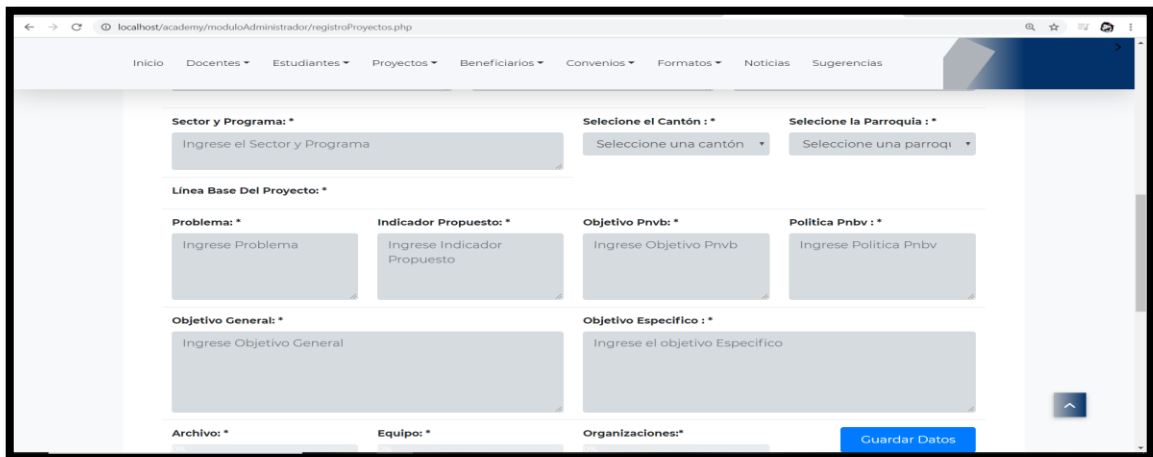 localhost/academy/moduloAdministrador/registroProyectos.php
Inicio Docentes Estudiantes Proyectos Beneficiarios Convenios Formatos Noticias Sugerencias
Sector y Programa: * Selecione el Cantón : * Selecione la Parroquia : *
Ingrese el Sector y Programa Seleccione una cantón Seleccione una parroqu
Línea Base Del Proyecto: *
Problema: * Indicador Propuesto: * Objetivo Pnvb: * Politica Pnbv : *
Ingrese Problema Ingrese Indicador Ingrese Objetivo Pnvb Ingrese Politica Pnbv
Propuesto
Objetivo General: * Objetivo Especifico : *
Ingrese Objetivo General Ingrese el objetivo Especifico
Archivo: * Equipo: * Organizaciones:*
Guardar Datos